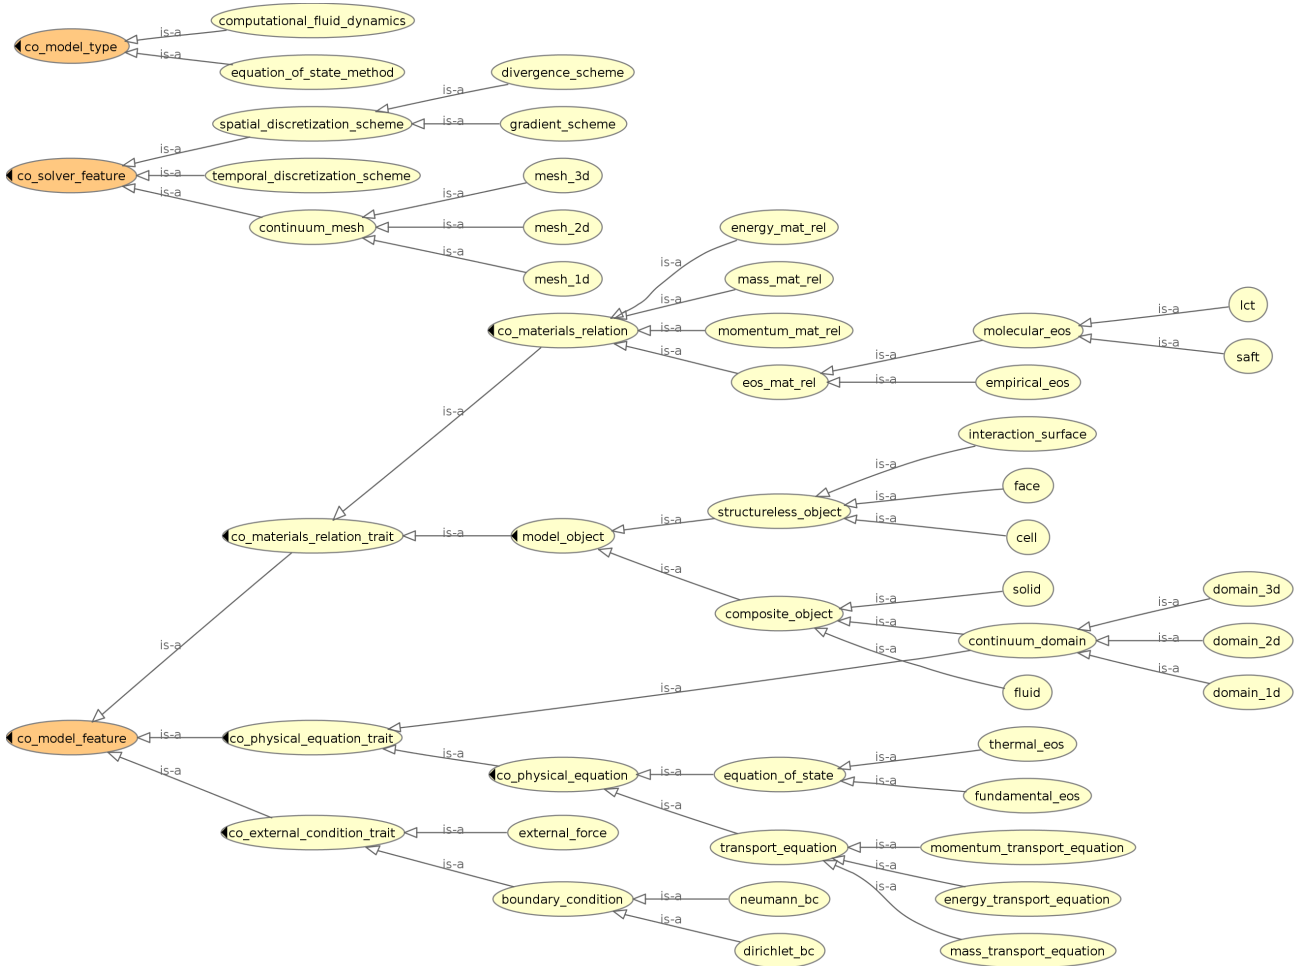 computational_fluid_dynamics
is-a
co_model_type
is-a
equation_of_state_method
divergence_scheme
is-a
spatial_discretization_scheme
is-a
gradient_scheme
is-a
co_solver_feature
is-a
temporal_discretization_scheme
is-a
mesh_3d
is-a
continuum_mesh
is-a
mesh_2d
is-a
mesh_1d
energy_mat_rel
is-a
mass_mat_rel
is-a
co_materials_relation
is-a
momentum_mat_rel
is-a
eos_mat_rel
is-a
molecular_eos
is-a
lct
is-a
saft
is-a
empirical_eos
is-a
interaction_surface
is-a
face
is-a
structureless_object
is-a
cell
is-a
co_materials_relation_trait
is-a
model_object
is-a
is-a
composite_object
is-a
solid
is-a
continuum_domain
is-a
fluid
is-a
domain_3d
is-a
domain_2d
is-a
domain_1d
is-a
is-a
co_model_feature
is-a
co_physical_equation_trait
is-a
is-a
co_physical_equation
is-a
equation_of_state
is-a
thermal_eos
is-a
fundamental_eos
is-a
transport_equation
is-a
momentum_transport_equation
is-a
energy_transport_equation
is-a
mass_transport_equation
co_external_condition_trait
is-a
external_force
is-a
boundary_condition
is-a
neumann_bc
is-a
dirichlet_bc